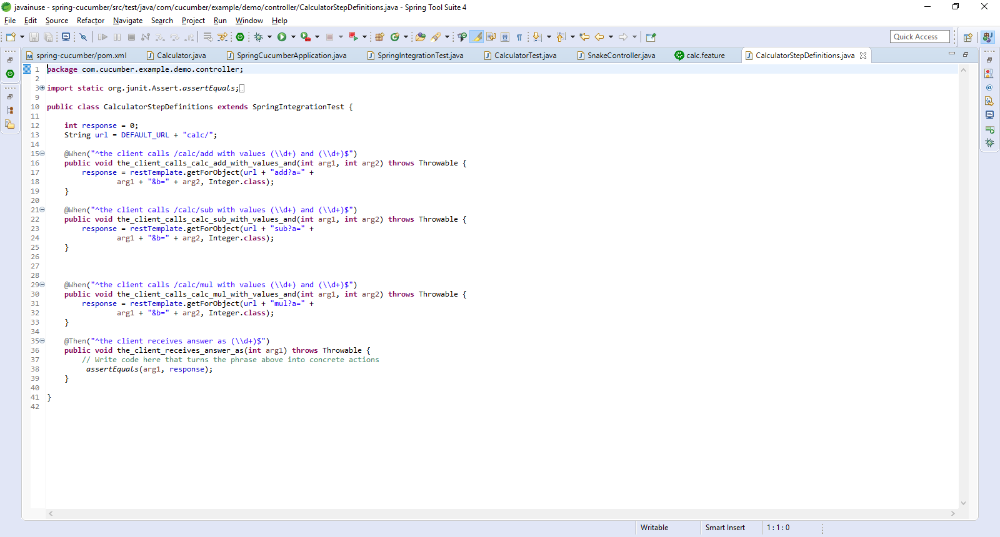 javainuse - spring-cucumber/src/test/java/com/cucumber/example/demo/controller/CalculatorStepDefinitions.java - Spring Tool Suite 4
File Edit Source Refactor Navigate Search Project Run Window Help
Quick Access
spring-cucumber/pom.xml Calculator.java SpringCucumberApplication.java SpringIntegrationTest.java CalculatorTest.java SnakeController.java calc.feature CalculatorStepDefinitions.java
1 package com.cucumber.example.demo.controller;
2
3 import static org.junit.Assert.assertEquals;
9
10 public class CalculatorStepDefinitions extends SpringIntegrationTest {
11
12     int response = 0;
13     String url = DEFAULT_URL + "calc/";
14
15     @When("^the client calls /calc/add with values (\\d+) and (\\d+)$")
16     public void the_client_calls_calc_add_with_values_and(int arg1, int arg2) throws Throwable {
17         response = restTemplate.getForObject(url + "add?a=" +
18                 arg1 + "&b=" + arg2, Integer.class);
19     }
20
21     @When("^the client calls /calc/sub with values (\\d+) and (\\d+)$")
22     public void the_client_calls_calc_sub_with_values_and(int arg1, int arg2) throws Throwable {
23         response = restTemplate.getForObject(url + "sub?a=" +
24                 arg1 + "&b=" + arg2, Integer.class);
25     }
26
27
28
29     @When("^the client calls /calc/mul with values (\\d+) and (\\d+)$")
30     public void the_client_calls_calc_mul_with_values_and(int arg1, int arg2) throws Throwable {
31         response = restTemplate.getForObject(url + "mul?a=" +
32                 arg1 + "&b=" + arg2, Integer.class);
33     }
34
35     @Then("^the client receives answer as (\\d+)$")
36     public void the_client_receives_answer_as(int arg1) throws Throwable {
37         // Write code here that turns the phrase above into concrete actions
38          assertEquals(arg1, response);
39     }
40
41 }
42
Writable Smart Insert 1 : 1 : 0